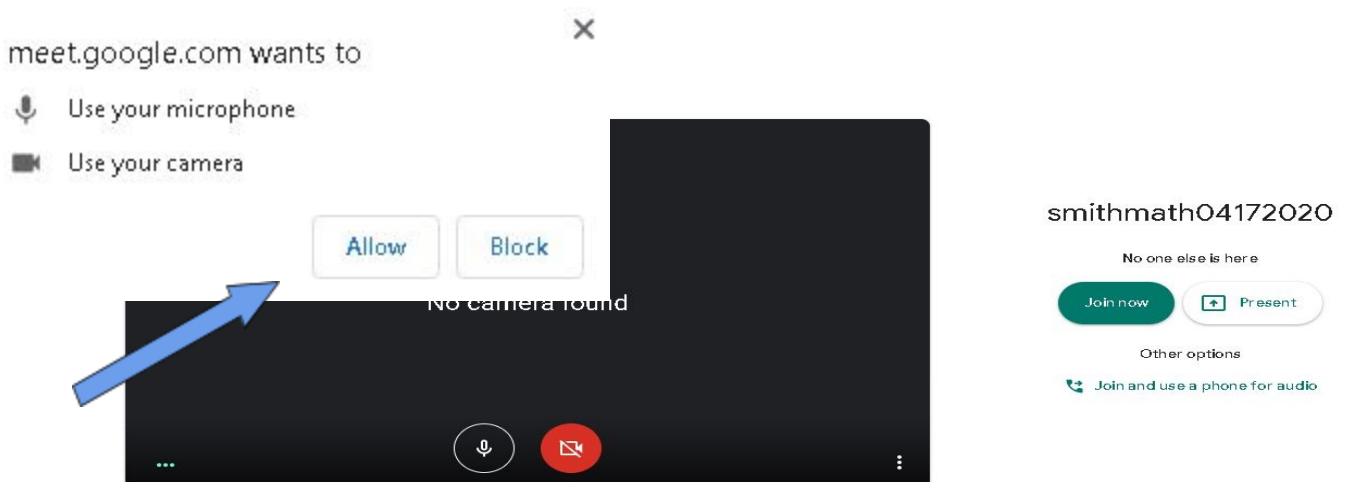 meet.google.com wants to
Use your microphone
Use your camera
Allow
Block
No camera found
smithmath04172020
No one else is here
Join now
Present
Other options
Join and use a phone for audio